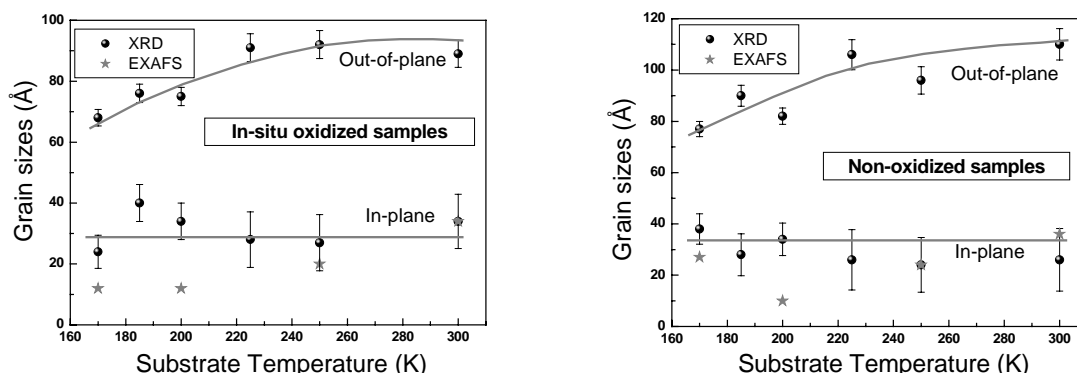 100
80
60
40
20
0
Grain sizes (Å)
XRD
EXAFS
Out-of-plane
In-situ oxidized samples
In-plane
160 180 200 220 240 260 280 300
Substrate Temperature (K)
120
100
80
60
40
20
0
Grain sizes (Å)
XRD
EXAFS
Out-of-plane
Non-oxidized samples
In-plane
160 180 200 220 240 260 280 300
Substrate Temperature (K)